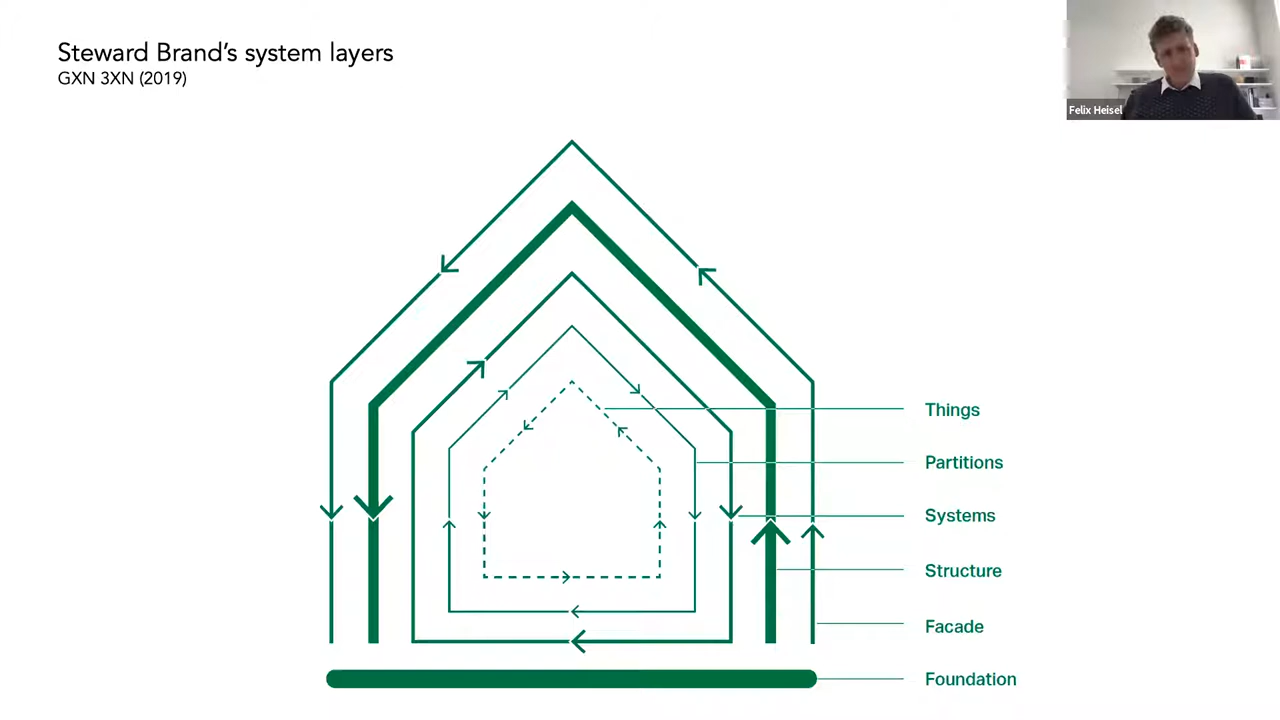 Steward Brand's system layers
GXN 3XN (2019)
Felix Heisel
Things
Partitions
Systems
Structure
Facade
Foundation